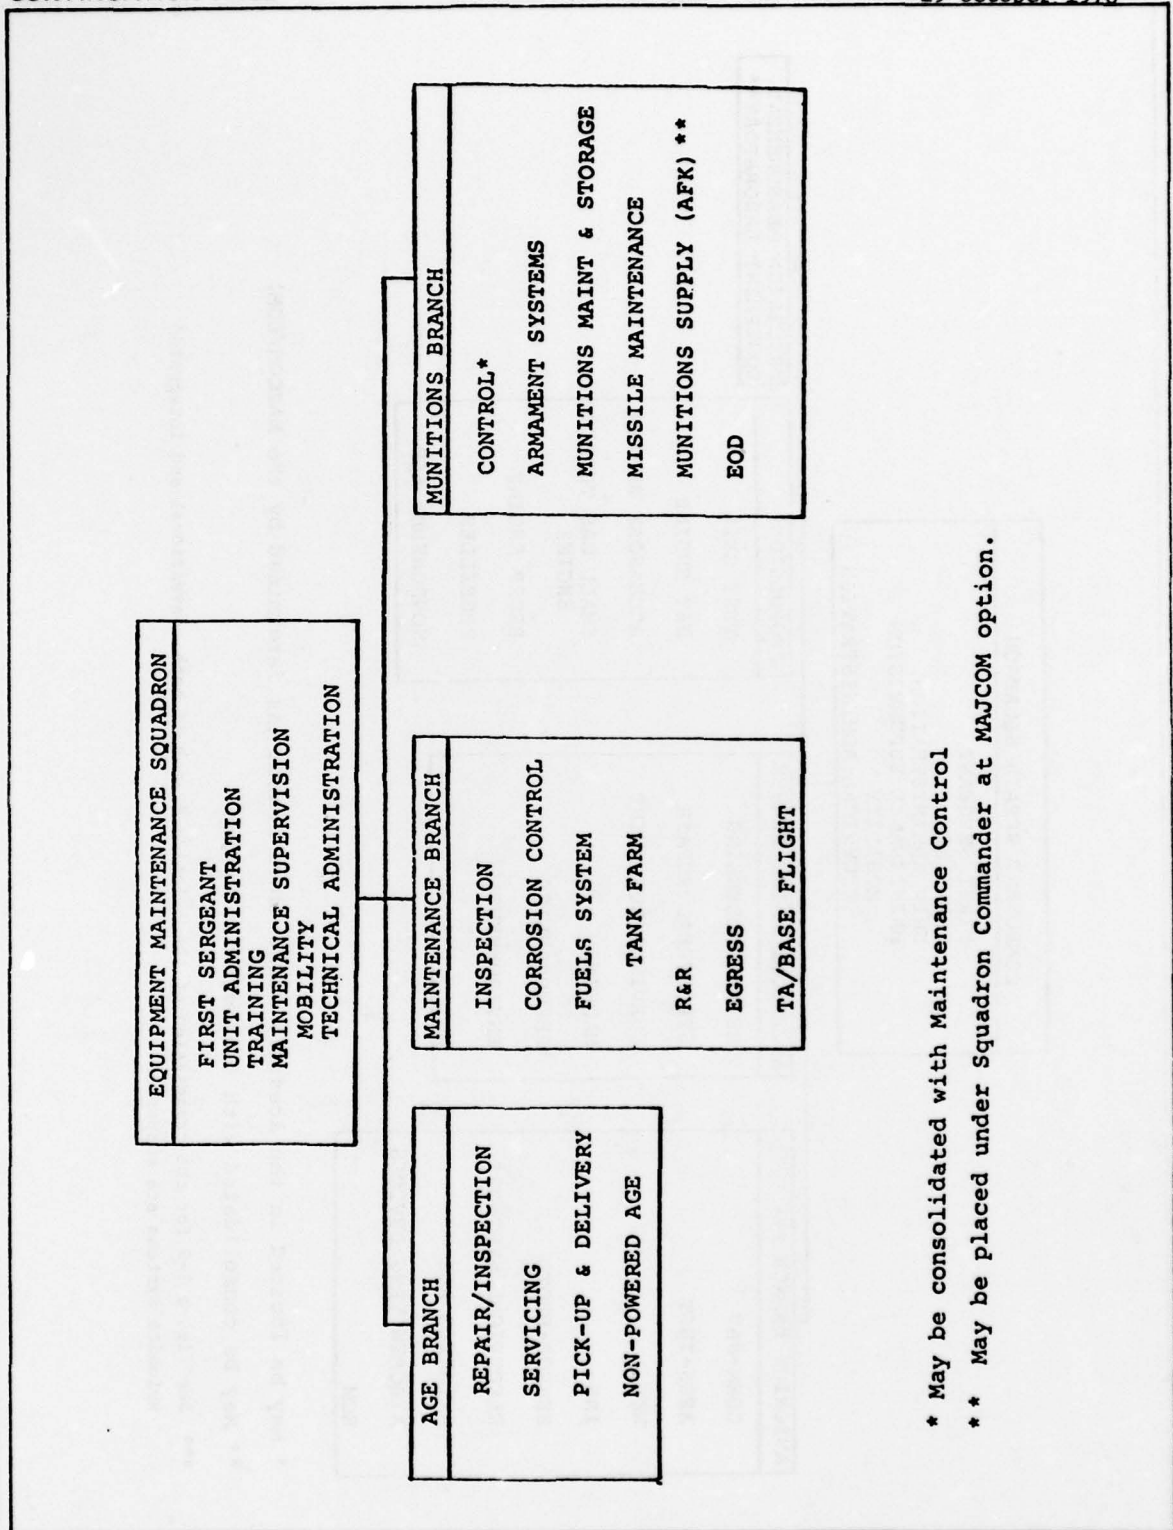 EQUIPMENT MAINTENANCE SQUADRON
FIRST SERGEANT
UNIT ADMINISTRATION
TRAINING
MAINTENANCE SUPERVISION
MOBILITY
TECHNICAL ADMINISTRATION
AGE BRANCH
REPAIR/INSPECTION
SERVICING
PICK-UP & DELIVERY
NON-POWERED AGE
MAINTENANCE BRANCH
INSPECTION
CORROSION CONTROL
FUELS SYSTEM
TANK FARM
R&R
EGRESS
TA/BASE FLIGHT
MUNITIONS BRANCH
CONTROL*
ARMAMENT SYSTEMS
MUNITIONS MAINT & STORAGE
MISSILE MAINTENANCE
MUNITIONS SUPPLY (AFK) **
EOD
* May be consolidated with Maintenance Control
** May be placed under Squadron Commander at MAJCOM option.